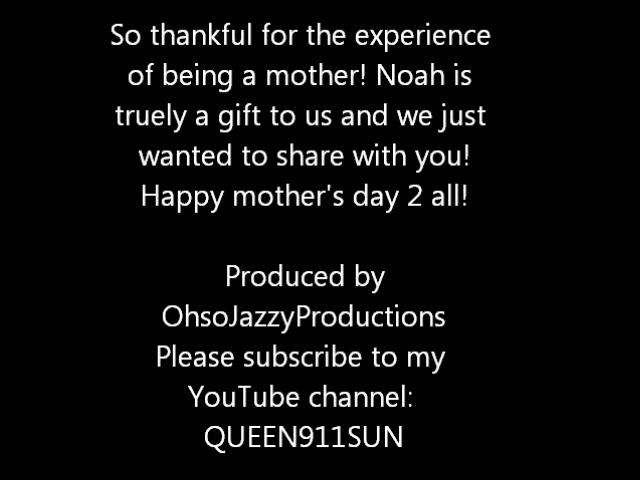 So thankful for the experience
of being a mother! Noah is
truely a gift to us and we just
wanted to share with you!
Happy mother's day 2 all!
Produced by
OhsoJazzyProductions
Please subscribe to my
YouTube channel:
QUEEN911SUN